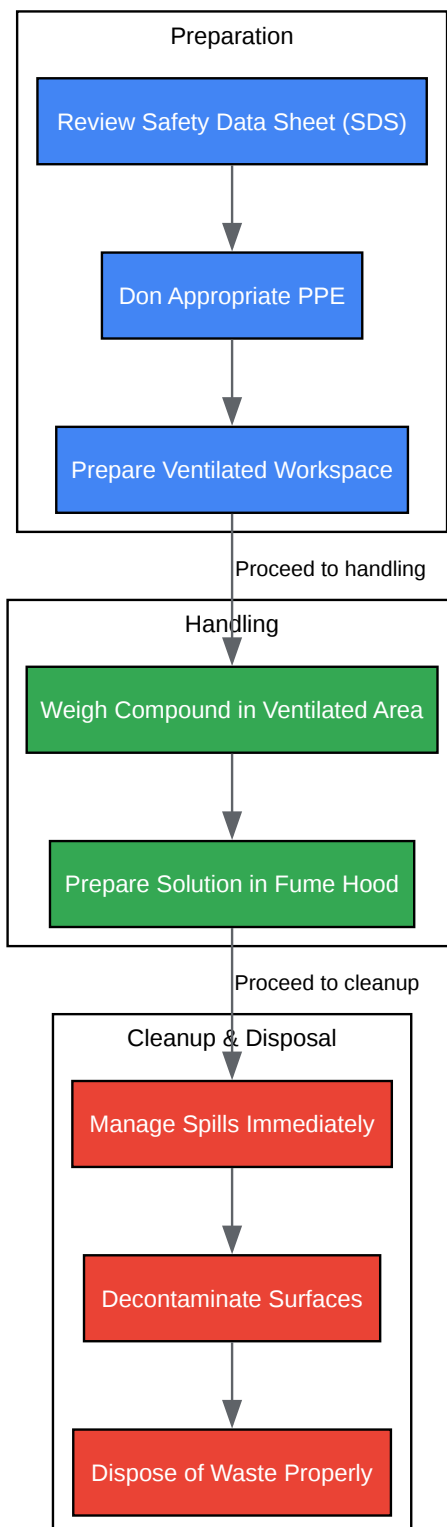 Preparation
Review Safety Data Sheet (SDS)
Don Appropriate PPE
Prepare Ventilated Workspace
Proceed to handling
Handling
Weigh Compound in Ventilated Area
Prepare Solution in Fume Hood
Proceed to cleanup
Cleanup & Disposal
Manage Spills Immediately
Decontaminate Surfaces
Dispose of Waste Properly